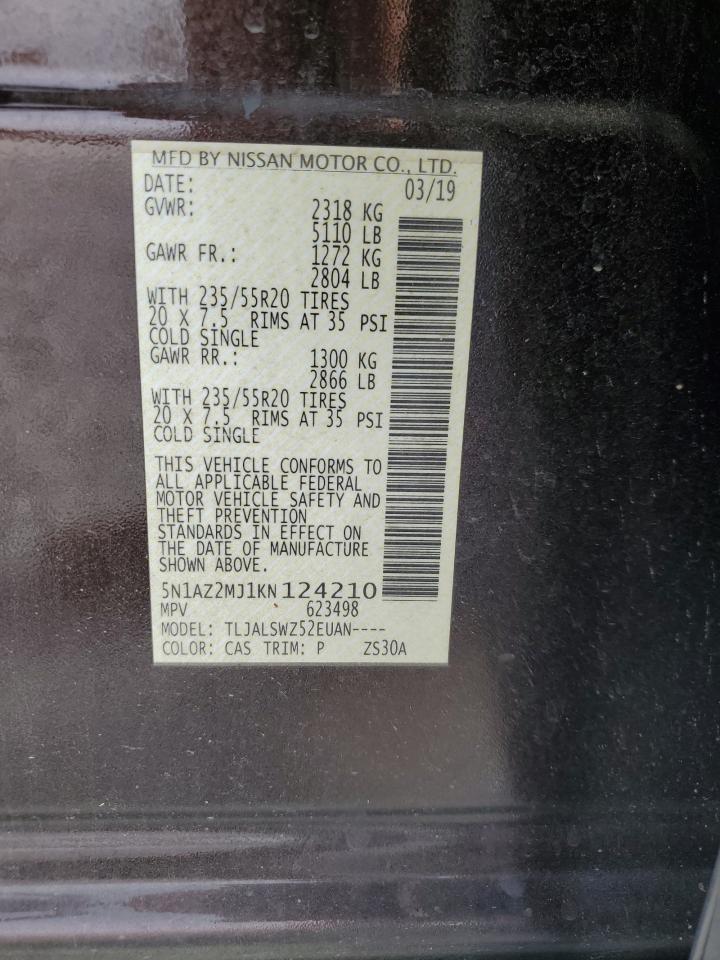 MFD BY NISSAN MOTOR CO., LTD.
DATE: 03/19
GVWR: 2318 KG
5110 LB
GAWR FR.: 1272 KG
2804 LB
WITH 235/55R20 TIRES
20 X 7.5 RIMS AT 35 PSI
COLD SINGLE
GAWR RR.: 1300 KG
2866 LB
WITH 235/55R20 TIRES
20 X 7.5 RIMS AT 35 PSI
COLD SINGLE
THIS VEHICLE CONFORMS TO
ALL APPLICABLE FEDERAL
MOTOR VEHICLE SAFETY AND
THEFT PREVENTION
STANDARDS IN EFFECT ON
THE DATE OF MANUFACTURE
SHOWN ABOVE.
5N1AZ2MJ1KN124210
MPV 623498
MODEL: TLJALSWZ52EUAN----
COLOR: CAS TRIM: P ZS30A